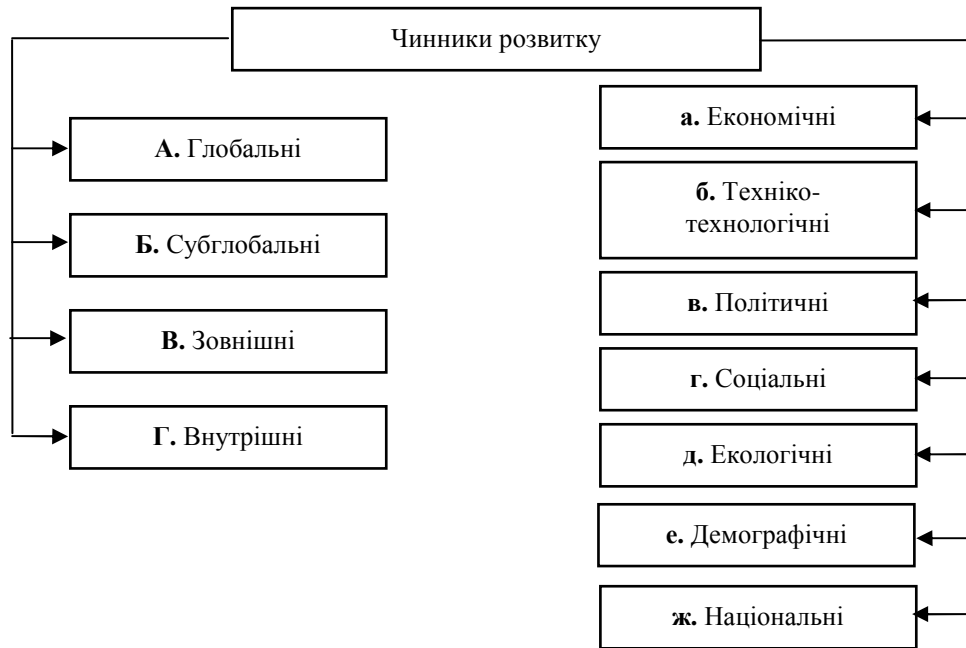 Чинники розвитку
А. Глобальні
Б. Субглобальні
В. Зовнішні
Г. Внутрішні
а. Економічні
б. Техніко-
технологічні
в. Політичні
г. Соціальні
д. Екологічні
е. Демографічні
ж. Національні